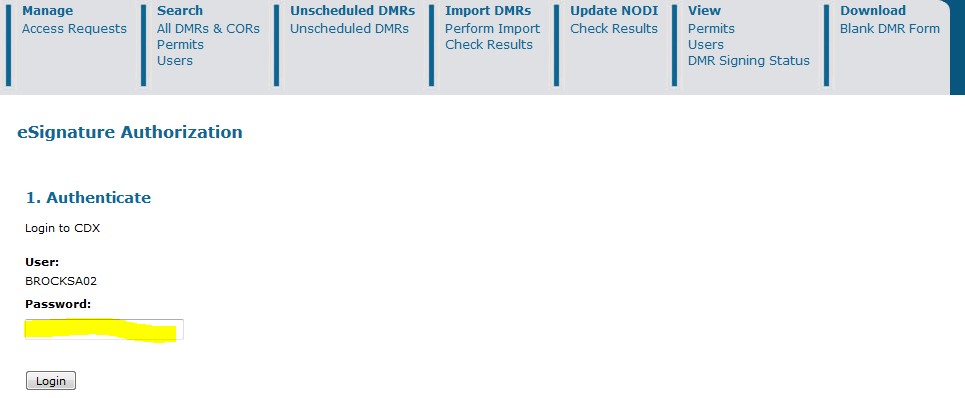 Manage
Access Requests
Search
All DMRs & CORs
Permits
Users
Unscheduled DMRs
Unscheduled DMRs
Import DMRs
Perform Import
Check Results
Update NODI
Check Results
View
Permits
Users
DMR Signing Status
Download
Blank DMR Form
eSignature Authorization
1. Authenticate
Login to CDX
User:
BROCKSA02
Password:
Login